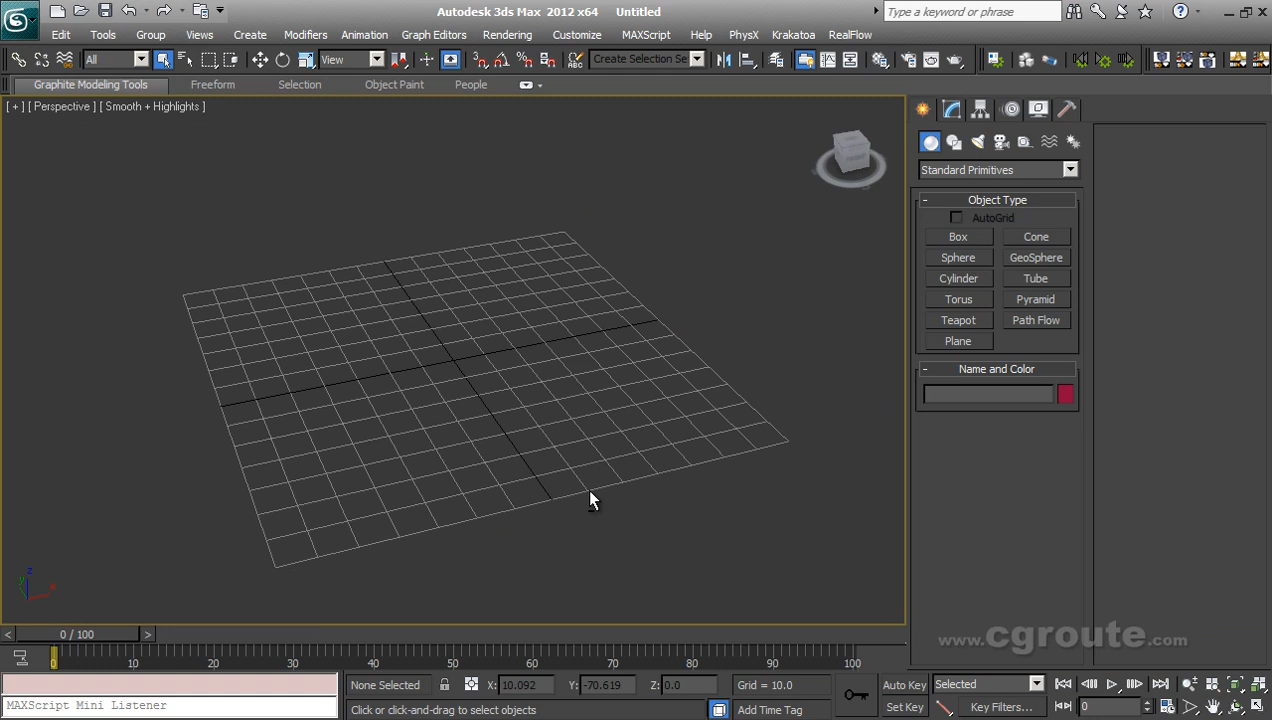 Autodesk 3ds Max 2012 x64 Untitled
Type a keyword or phrase
Edit Tools Group Views Create Modifiers Animation Graph Editors Rendering Customize MAXScript Help PhysX Krakatoa RealFlow
All View Create Selection Se
Graphite Modeling Tools Freeform Selection Object Paint People
[ + ] [ Perspective ] [ Smooth + Highlights ]
Standard Primitives
- Object Type
AutoGrid
Box Cone
Sphere GeoSphere
Cylinder Tube
Torus Pyramid
Teapot Path Flow
Plane
- Name and Color
z
y x
www.cgroute.com
< 0 / 100 >
0 10 20 30 40 50 60 70 80 90 100
None Selected X: 10.092 Y: -70.619 Z: 0.0 Grid = 10.0 Auto Key Selected
MAXScript Mini Listener Click or click-and-drag to select objects Add Time Tag Set Key Key Filters... 0